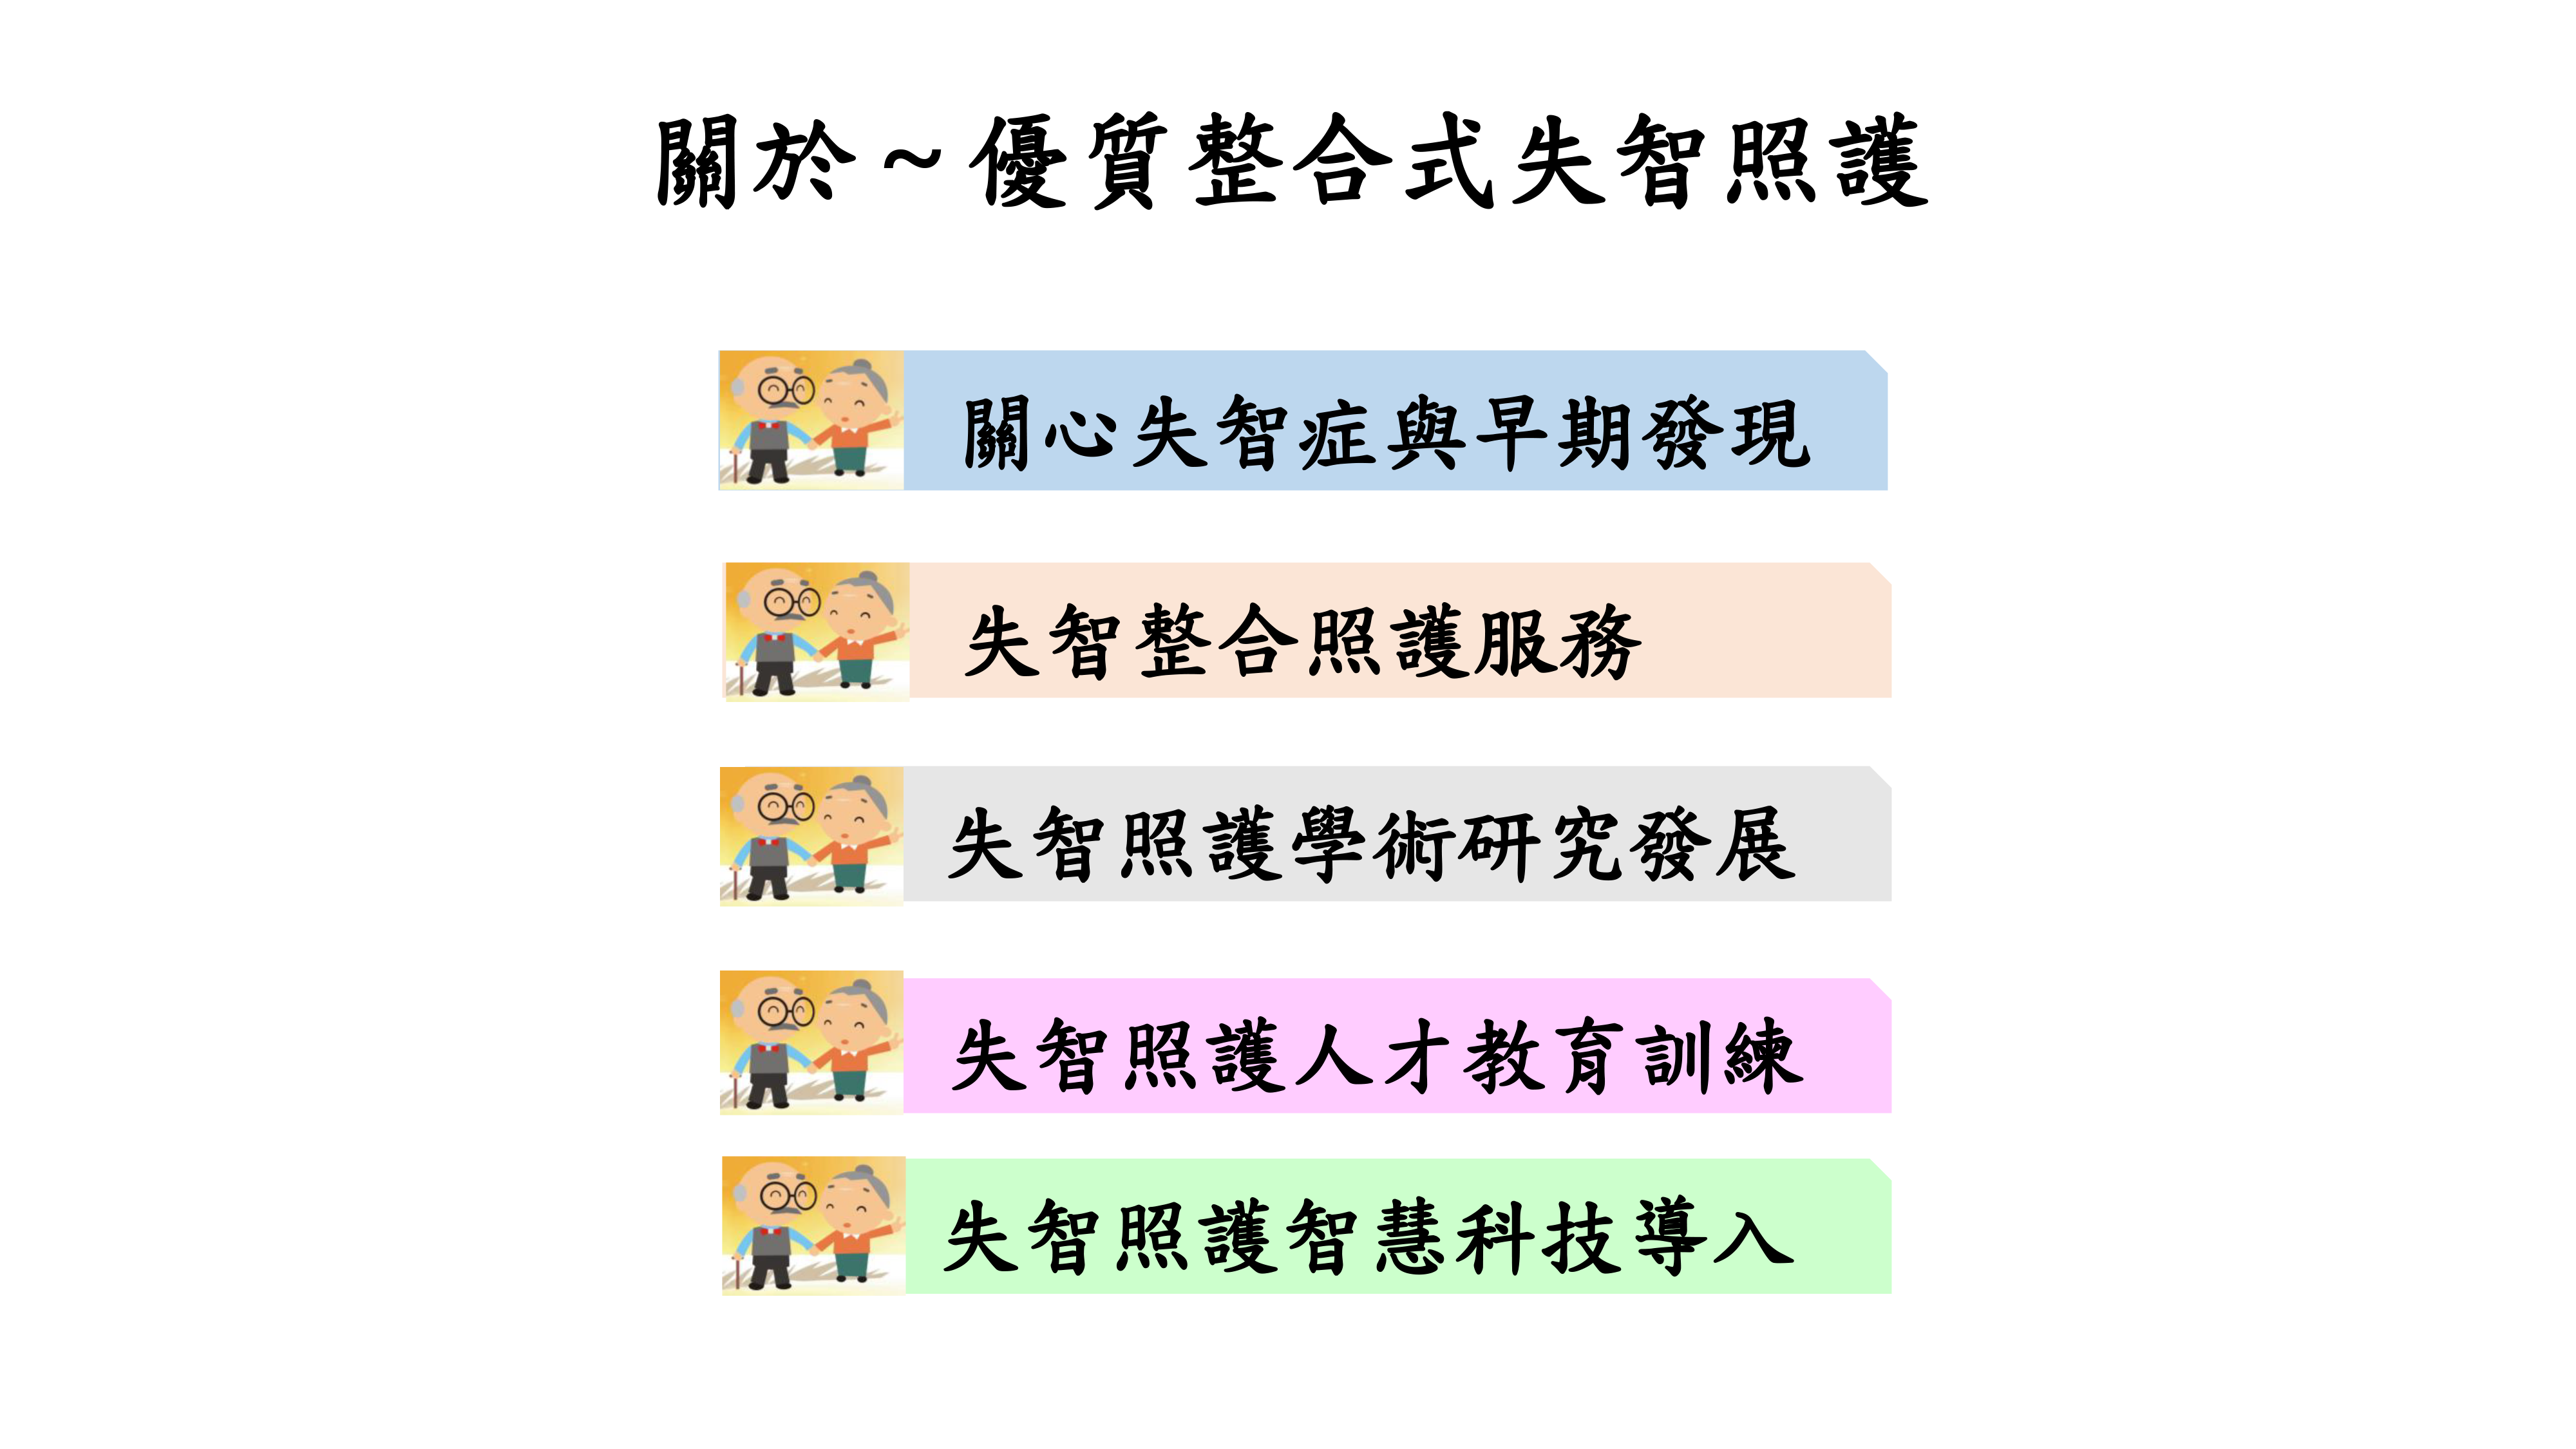 關於~優質整合式失智照護
關心失智症與早期發現
失智整合照護服務
失智照護學術研究發展
失智照護人才教育訓練
失智照護智慧科技導入